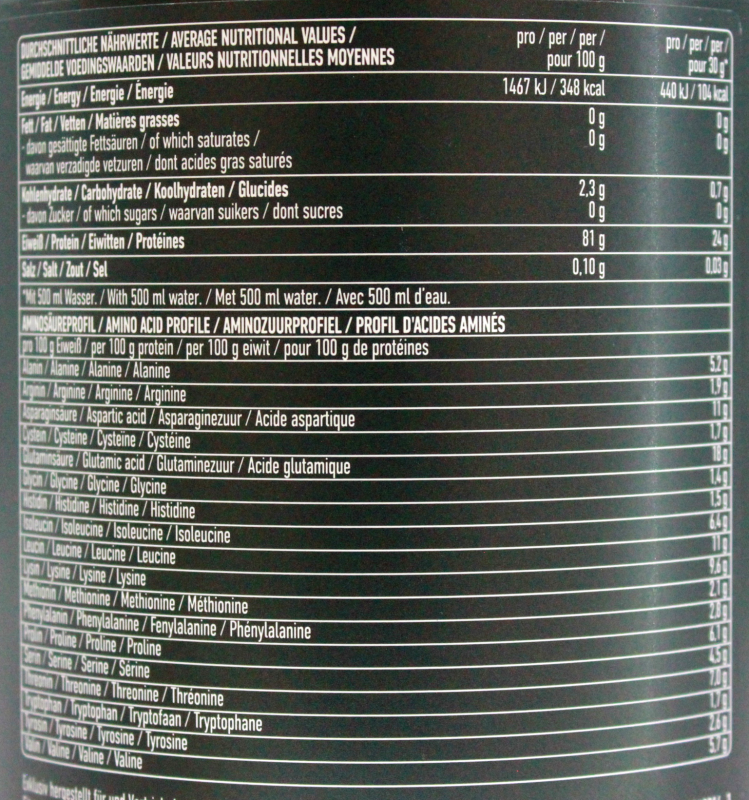 DURCHSCHNITTLICHE NÄHRWERTE / AVERAGE NUTRITIONAL VALUES /
GEMIDDELDE VOEDINGSWAARDEN / VALEURS NUTRITIONNELLES MOYENNES
pro / per / per /
pour 100 g
pro / per / per /
pour 30 g*
Energie / Energy / Energie / Énergie 1467 kJ / 348 kcal 440 kJ / 104 kcal
Fett / Fat / Vetten / Matières grasses 0 g 0 g
- davon gesättigte Fettsäuren / of which saturates / 0 g 0 g
waarvan verzadigde vetzuren / dont acides gras saturés
Kohlenhydrate / Carbohydrate / Koolhydraten / Glucides 2,3 g 0,7 g
- davon Zucker / of which sugars / waarvan suikers / dont sucres 0 g 0 g
Eiweiß / Protein / Eiwitten / Protéines 81 g 24 g
Salz / Salt / Zout / Sel 0,10 g 0,03 g
*Mit 500 ml Wasser. / With 500 ml water. / Met 500 ml water. / Avec 500 ml d'eau.
AMINOSÄUREPROFIL / AMINO ACID PROFILE / AMINOZUURPROFIEL / PROFIL D'ACIDES AMINÉS
pro 100 g Eiweiß / per 100 g protein / per 100 g eiwit / pour 100 g de protéines
Alanin / Alanine / Alanine / Alanine 5,2 g
Arginin / Arginine / Arginine / Arginine 1,9 g
Asparaginsäure / Aspartic acid / Asparaginezuur / Acide aspartique 11 g
Cystein / Cysteine / Cysteïne / Cystéine 1,7 g
Glutaminsäure / Glutamic acid / Glutaminezuur / Acide glutamique 18 g
Glycin / Glycine / Glycine / Glycine 1,4 g
Histidin / Histidine / Histidine / Histidine 1,5 g
Isoleucin / Isoleucine / Isoleucine / Isoleucine 6,4 g
Leucin / Leucine / Leucine / Leucine 11 g
Lysin / Lysine / Lysine / Lysine 9,6 g
Methionin / Methionine / Methionine / Méthionine 2,1 g
Phenylalanin / Phenylalanine / Fenylalanine / Phénylalanine 2,8 g
Prolin / Proline / Proline / Proline 6,1 g
Serin / Serine / Serine / Sérine 4,5 g
Threonin / Threonine / Threonine / Thréonine 7,0 g
Tryptophan / Tryptophan / Tryptofaan / Tryptophane 1,7 g
Tyrosin / Tyrosine / Tyrosine / Tyrosine 2,6 g
Valin / Valine / Valine / Valine 5,7 g
Exklusiv hergestellt für und